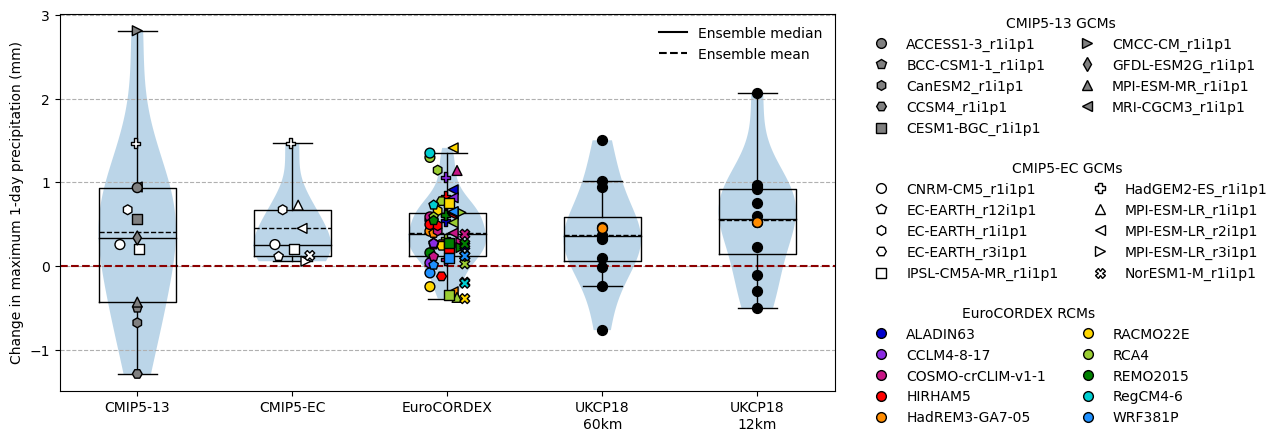 Change in maximum 1-day precipitation (mm)
3
2
1
0
−1
Ensemble median
Ensemble mean
CMIP5-13
CMIP5-EC
EuroCORDEX
UKCP18
60km
UKCP18
12km
CMIP5-13 GCMs
ACCESS1-3_r1i1p1
BCC-CSM1-1_r1i1p1
CanESM2_r1i1p1
CCSM4_r1i1p1
CESM1-BGC_r1i1p1
CMCC-CM_r1i1p1
GFDL-ESM2G_r1i1p1
MPI-ESM-MR_r1i1p1
MRI-CGCM3_r1i1p1
CMIP5-EC GCMs
CNRM-CM5_r1i1p1
EC-EARTH_r12i1p1
EC-EARTH_r1i1p1
EC-EARTH_r3i1p1
IPSL-CM5A-MR_r1i1p1
HadGEM2-ES_r1i1p1
MPI-ESM-LR_r1i1p1
MPI-ESM-LR_r2i1p1
MPI-ESM-LR_r3i1p1
NorESM1-M_r1i1p1
EuroCORDEX RCMs
ALADIN63
CCLM4-8-17
COSMO-crCLIM-v1-1
HIRHAM5
HadREM3-GA7-05
RACMO22E
RCA4
REMO2015
RegCM4-6
WRF381P